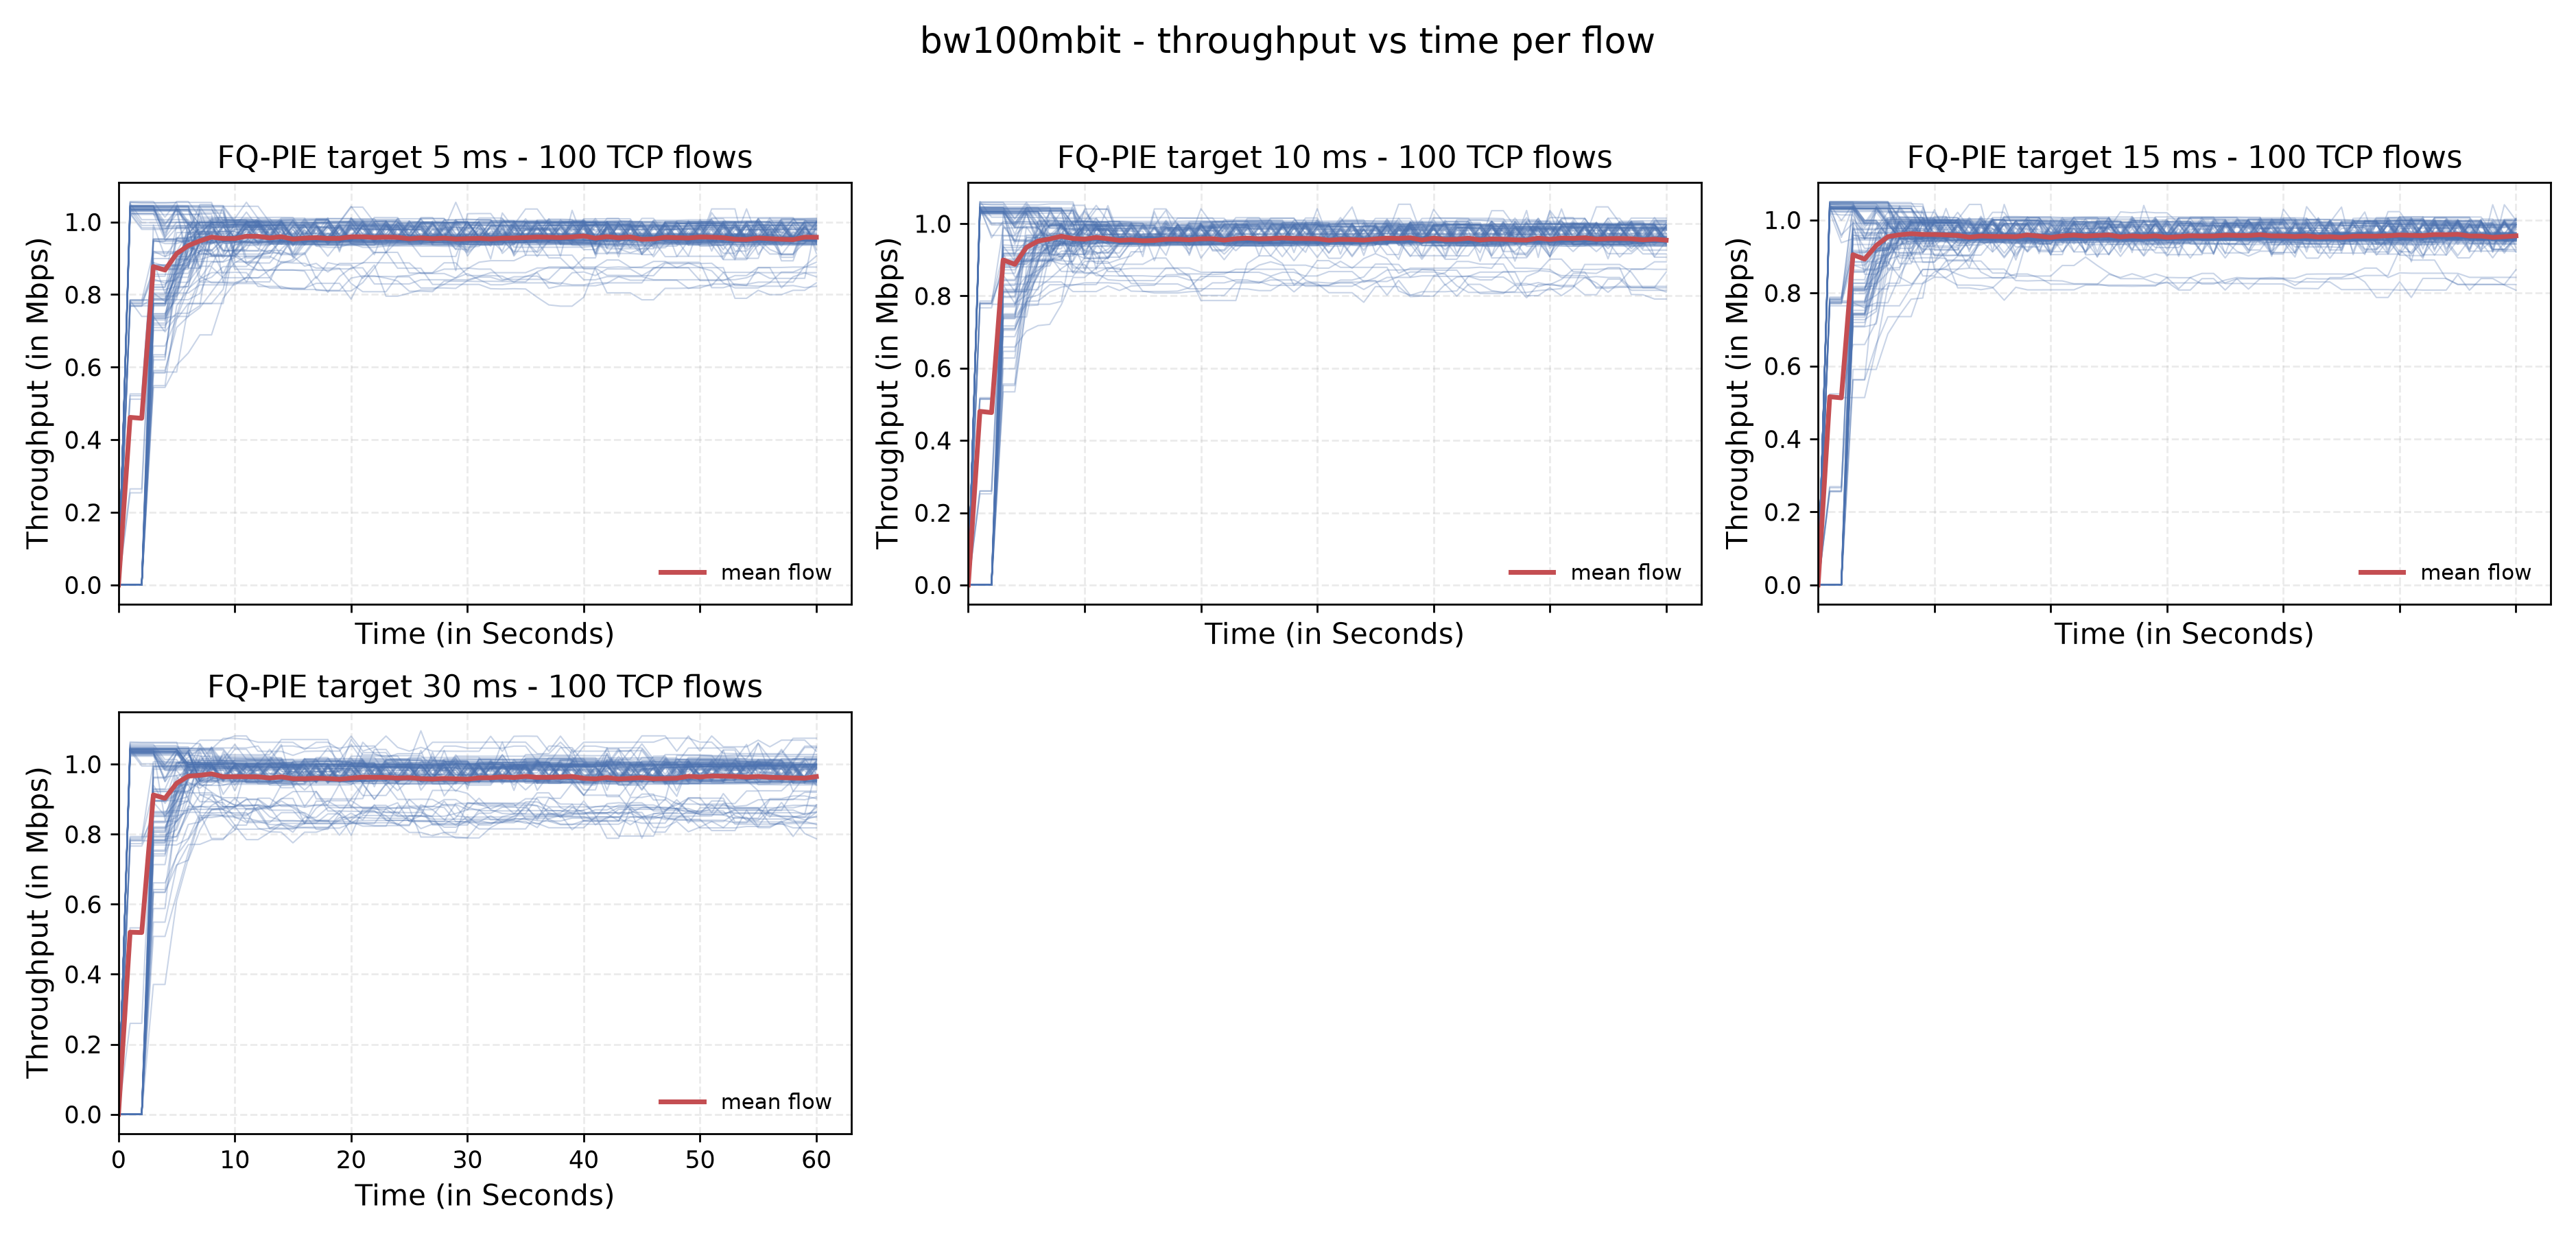 bw100mbit - throughput vs time per flow
FQ-PIE target 5 ms - 100 TCP flows
Throughput (in Mbps)
1.0
0.8
0.6
0.4
0.2
0.0
mean flow
Time (in Seconds)
FQ-PIE target 10 ms - 100 TCP flows
Throughput (in Mbps)
1.0
0.8
0.6
0.4
0.2
0.0
mean flow
Time (in Seconds)
FQ-PIE target 15 ms - 100 TCP flows
Throughput (in Mbps)
1.0
0.8
0.6
0.4
0.2
0.0
mean flow
Time (in Seconds)
FQ-PIE target 30 ms - 100 TCP flows
Throughput (in Mbps)
1.0
0.8
0.6
0.4
0.2
0.0
mean flow
0 10 20 30 40 50 60
Time (in Seconds)